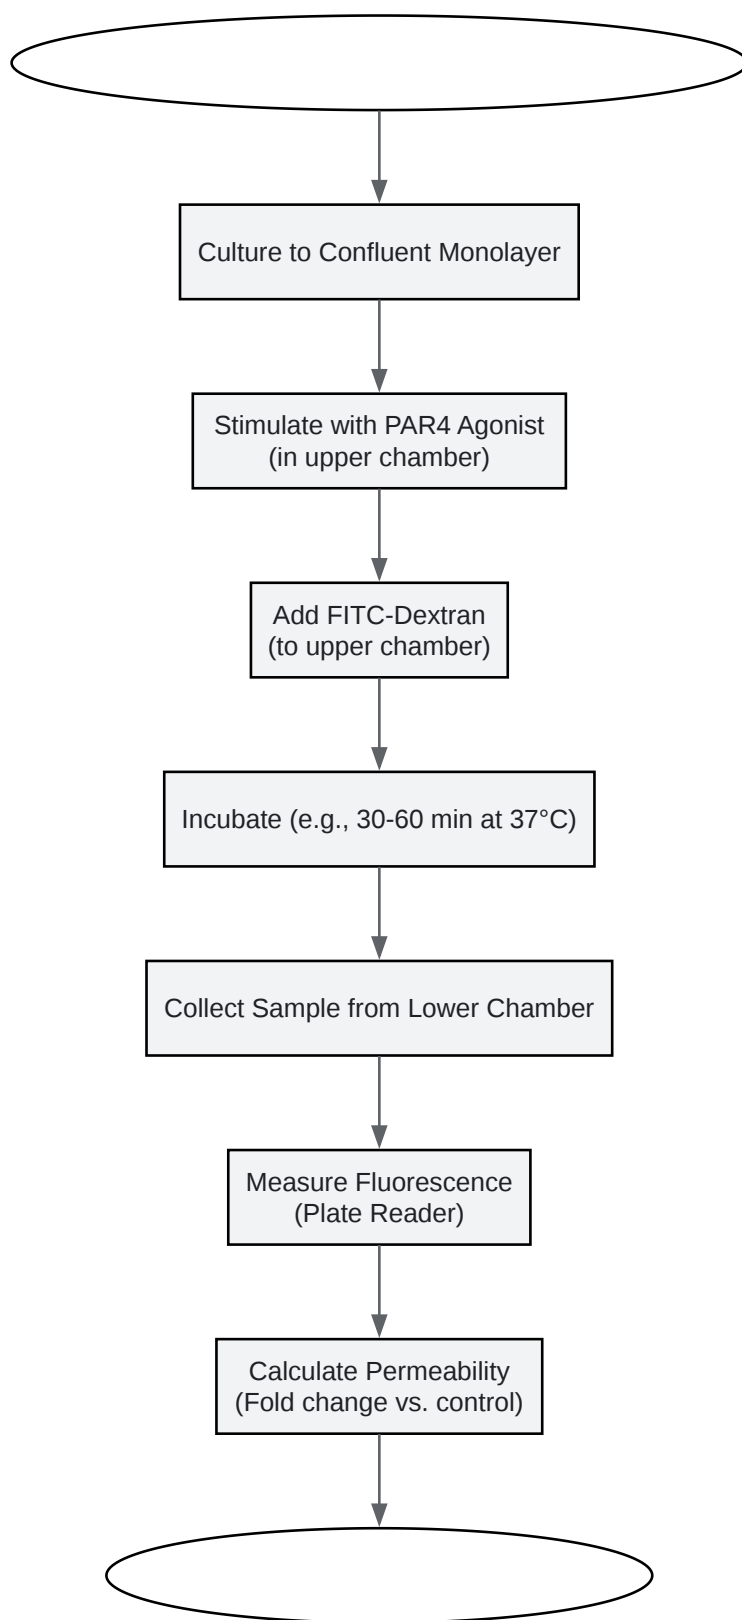 Culture to Confluent Monolayer
Stimulate with PAR4 Agonist
(in upper chamber)
Add FITC-Dextran
(to upper chamber)
Incubate (e.g., 30-60 min at 37°C)
Collect Sample from Lower Chamber
Measure Fluorescence
(Plate Reader)
Calculate Permeability
(Fold change vs. control)